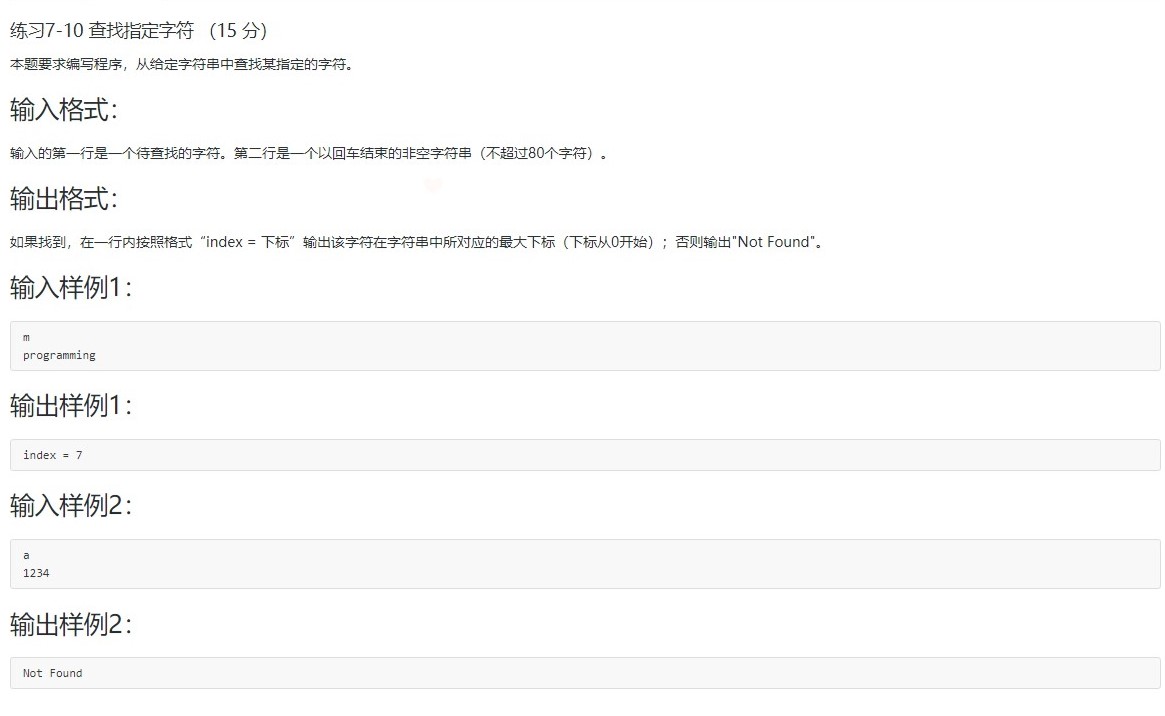 练习7-10 查找指定字符 （15 分）
本题要求编写程序，从给定字符串中查找某指定的字符。
输入格式：
输入的第一行是一个待查找的字符。第二行是一个以回车结束的非空字符串（不超过80个字符）。
输出格式：
如果找到，在一行内按照格式“index = 下标”输出该字符在字符串中所对应的最大下标（下标从0开始）；否则输出"Not Found"。
输入样例1：
m
programming
输出样例1：
index = 7
输入样例2：
a
1234
输出样例2：
Not Found